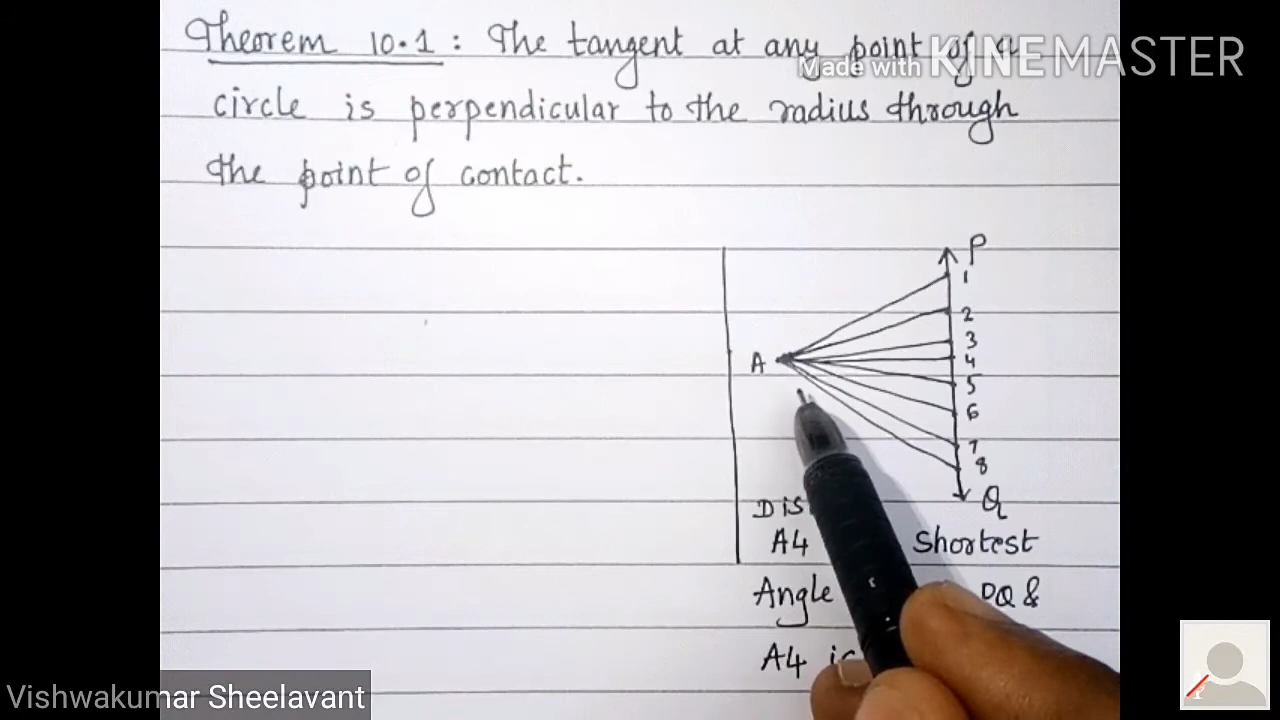 Theorem 10.1 : The tangent at any point of a
Made with KINEMASTER
circle is perpendicular to the radius through
the point of contact.
P
1
2
3
A
4
5
6
7
8
Q
A4 Shortest
Angle PQ &
A4 is
Vishwakumar Sheelavant